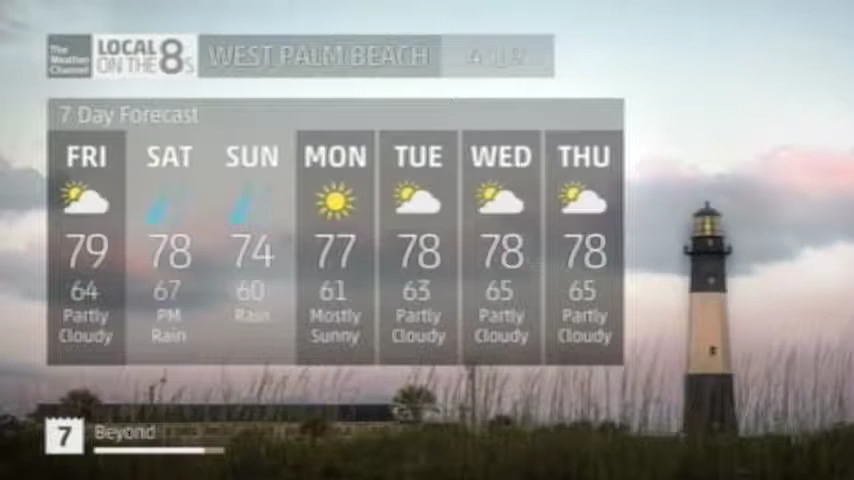 The
Weather
Channel
LOCAL
ON THE 8s
WEST PALM BEACH
7 Day Forecast
FRI SAT SUN MON TUE WED THU
79 78 74 77 78 78 78
64 67 60 61 63 65 65
Partly PM Rain Mostly Partly Partly Partly
Cloudy Rain Sunny Cloudy Cloudy Cloudy
7 Beyond